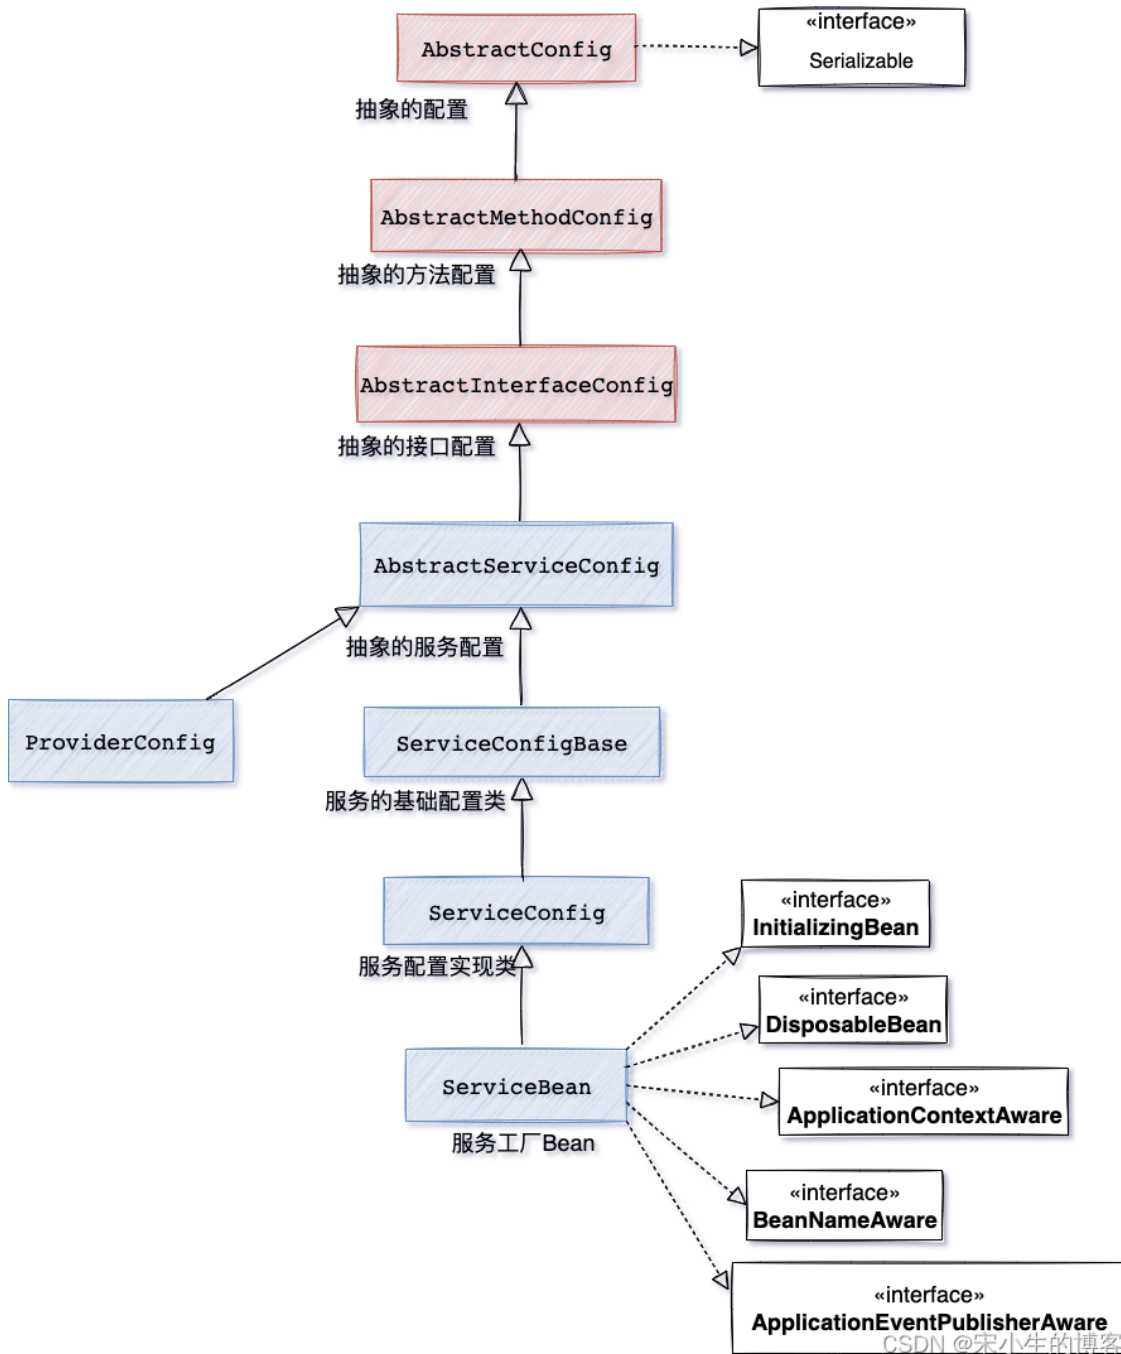 AbstractConfig
«interface»
Serializable
抽象的配置
AbstractMethodConfig
抽象的方法配置
AbstractInterfaceConfig
抽象的接口配置
AbstractServiceConfig
抽象的服务配置
ProviderConfig
ServiceConfigBase
服务的基础配置类
ServiceConfig
服务配置实现类
«interface»
InitializingBean
«interface»
DisposableBean
ServiceBean
服务工厂Bean
«interface»
ApplicationContextAware
«interface»
BeanNameAware
«interface»
ApplicationEventPublisherAware
CSDN @宋小生的博客